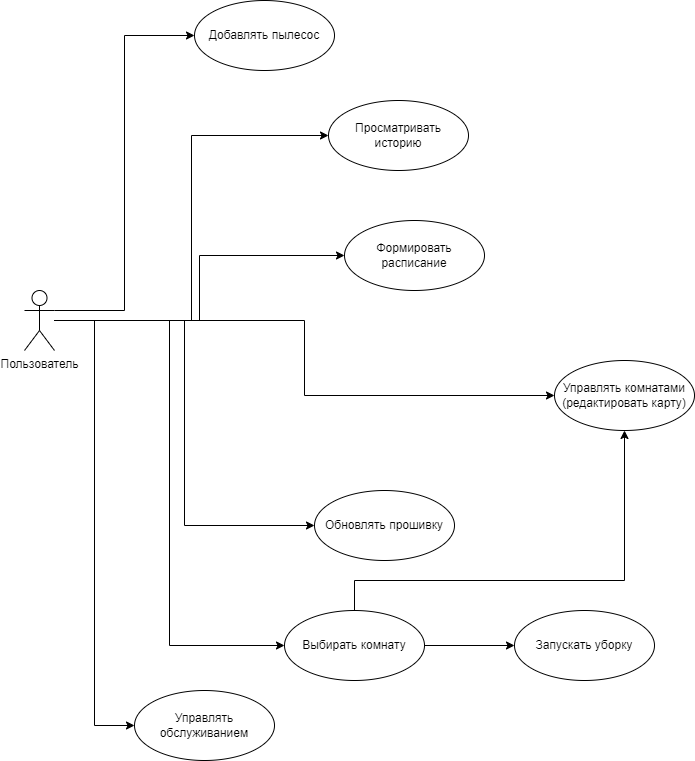 Добавлять пылесос
Просматривать
историю
Формировать
расписание
Пользователь
Управлять комнатами
(редактировать карту)
Обновлять прошивку
Выбирать комнату
Запускать уборку
Управлять
обслуживанием